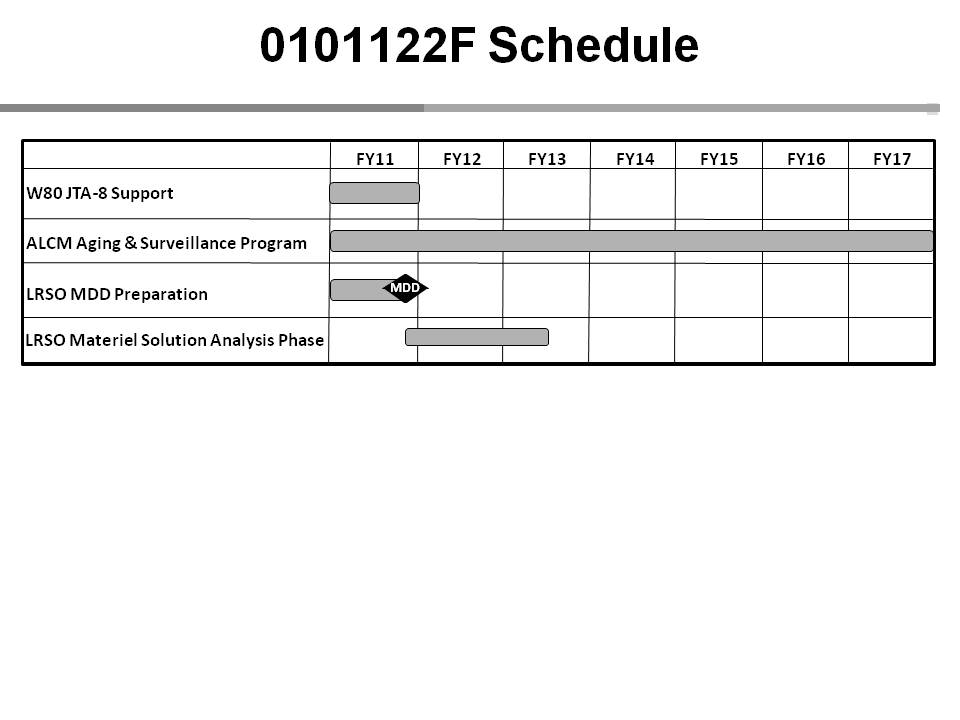 0101122F Schedule
FY11 FY12 FY13 FY14 FY15 FY16 FY17
W80 JTA-8 Support
ALCM Aging & Surveillance Program
LRSO MDD Preparation MDD
LRSO Materiel Solution Analysis Phase